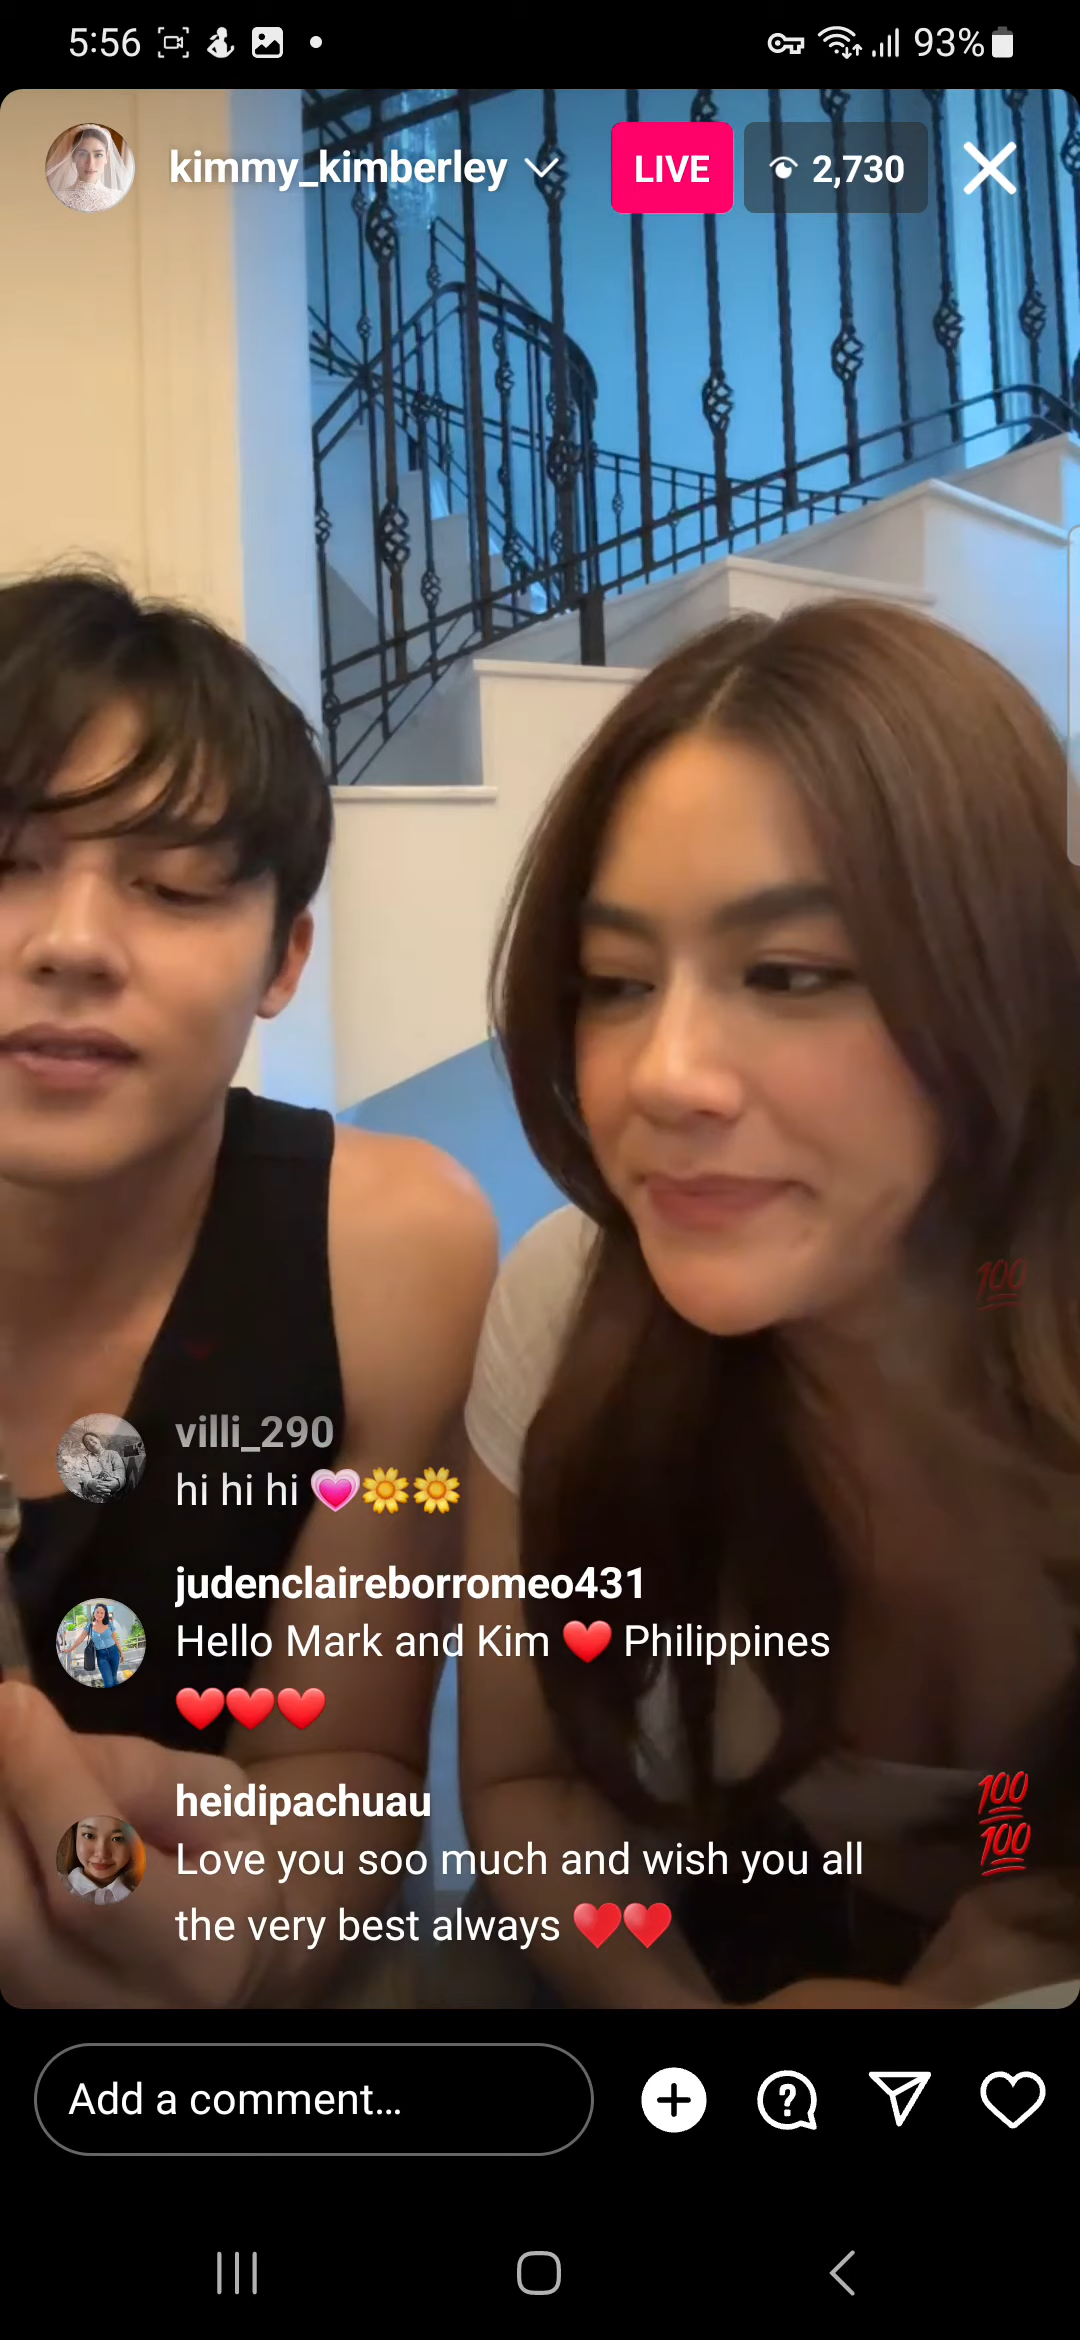 5:56
93%
kimmy_kimberley
LIVE
2,730
villi_290
hi hi hi 💗🌼🌼
judenclaireborromeo431
Hello Mark and Kim ❤️ Philippines
❤️❤️❤️
heidipachuau
Love you soo much and wish you all
the very best always ♥️♥️
💯
💯
💯
Add a comment…